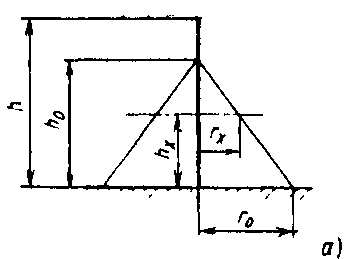 h
h₀
hₓ
rₓ
r₀
а)